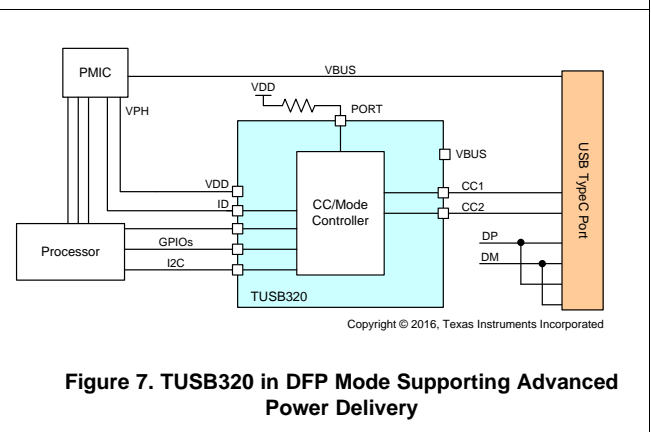 PMIC
VBUS
VDD
VPH
PORT
VBUS
VDD
CC1
ID
CC/Mode
Controller
CC2
USB TypeC Port
Processor
GPIOs
I2C
DP
DM
TUSB320
Copyright © 2016, Texas Instruments Incorporated
Figure 7. TUSB320 in DFP Mode Supporting Advanced
Power Delivery